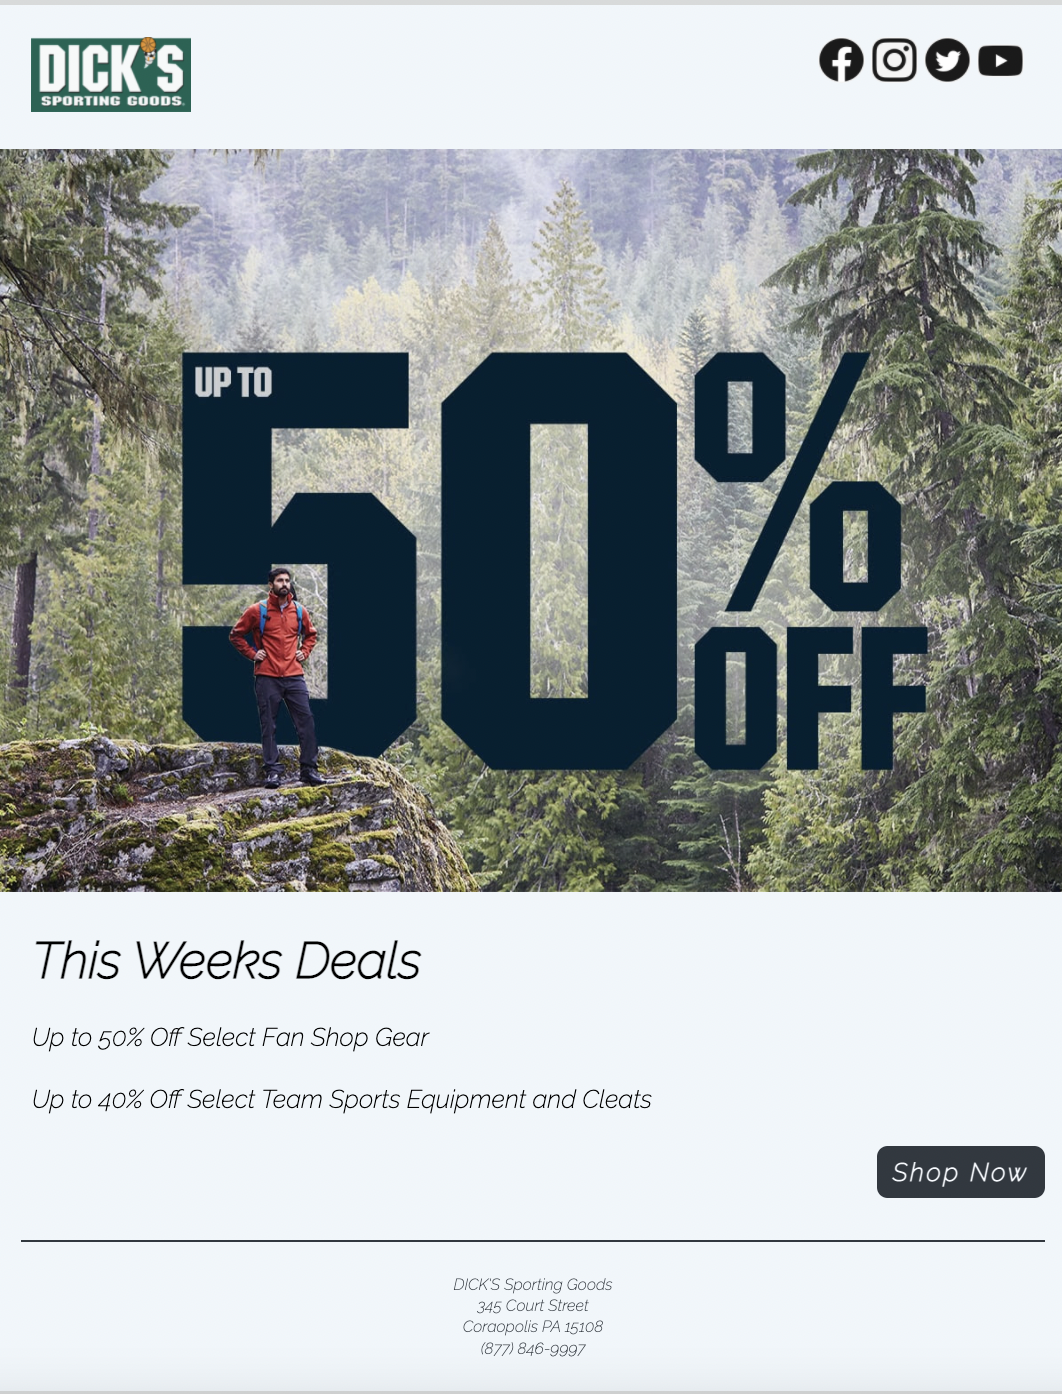 DICK'S
SPORTING GOODS
UP TO
50%
OFF
This Weeks Deals
Up to 50% Off Select Fan Shop Gear
Up to 40% Off Select Team Sports Equipment and Cleats
Shop Now
DICK'S Sporting Goods
345 Court Street
Coraopolis PA 15108
(877) 846-9997